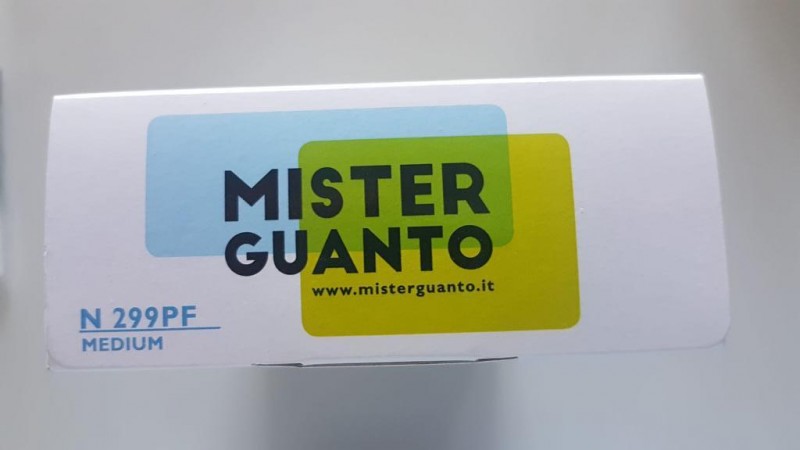 MISTER
GUANTO
www.misterguanto.it
N 299PF
MEDIUM